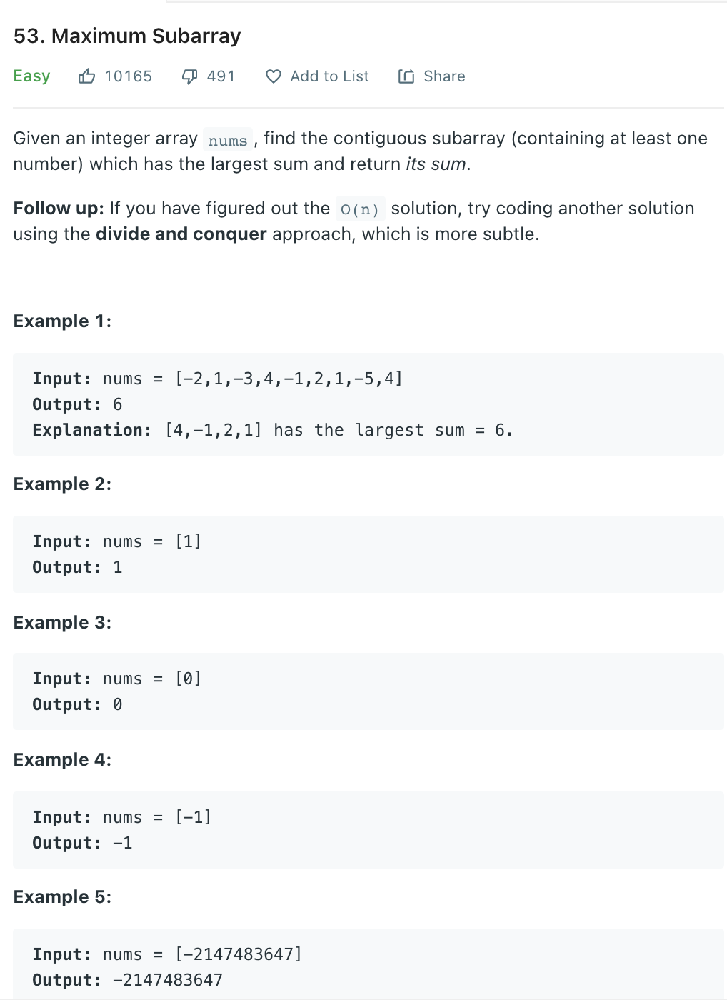 53. Maximum Subarray
Easy 10165 491 Add to List Share
Given an integer array nums , find the contiguous subarray (containing at least one
number) which has the largest sum and return its sum.
Follow up: If you have figured out the O(n) solution, try coding another solution
using the divide and conquer approach, which is more subtle.
Example 1:
Input: nums = [-2,1,-3,4,-1,2,1,-5,4]
Output: 6
Explanation: [4,-1,2,1] has the largest sum = 6.
Example 2:
Input: nums = [1]
Output: 1
Example 3:
Input: nums = [0]
Output: 0
Example 4:
Input: nums = [-1]
Output: -1
Example 5:
Input: nums = [-2147483647]
Output: -2147483647